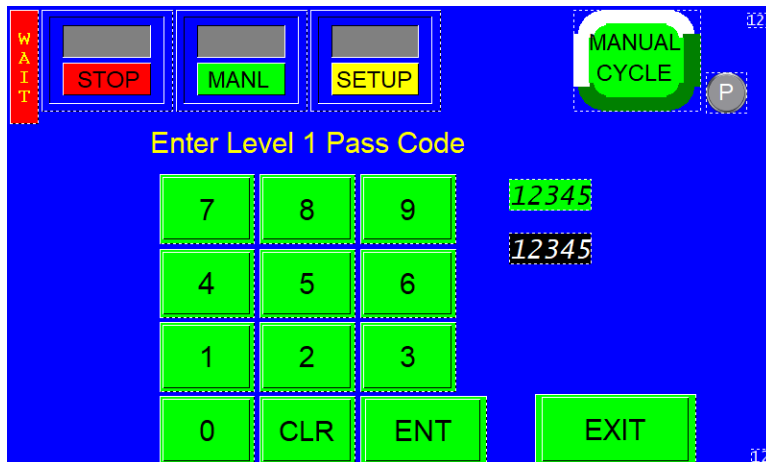 WAIT
STOP
MANL
SETUP
MANUAL
CYCLE
P
Enter Level 1 Pass Code
7 8 9
12345
4 5 6
12345
1 2 3
0 CLR ENT
EXIT